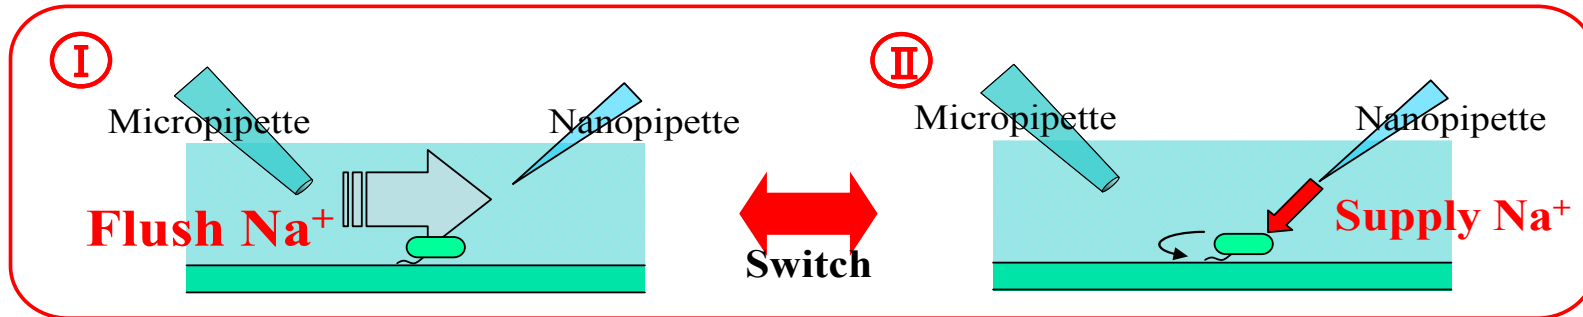 Ⅰ
Micropipette
Nanopipette
Flush Na⁺
Switch
Ⅱ
Micropipette
Nanopipette
Supply Na⁺